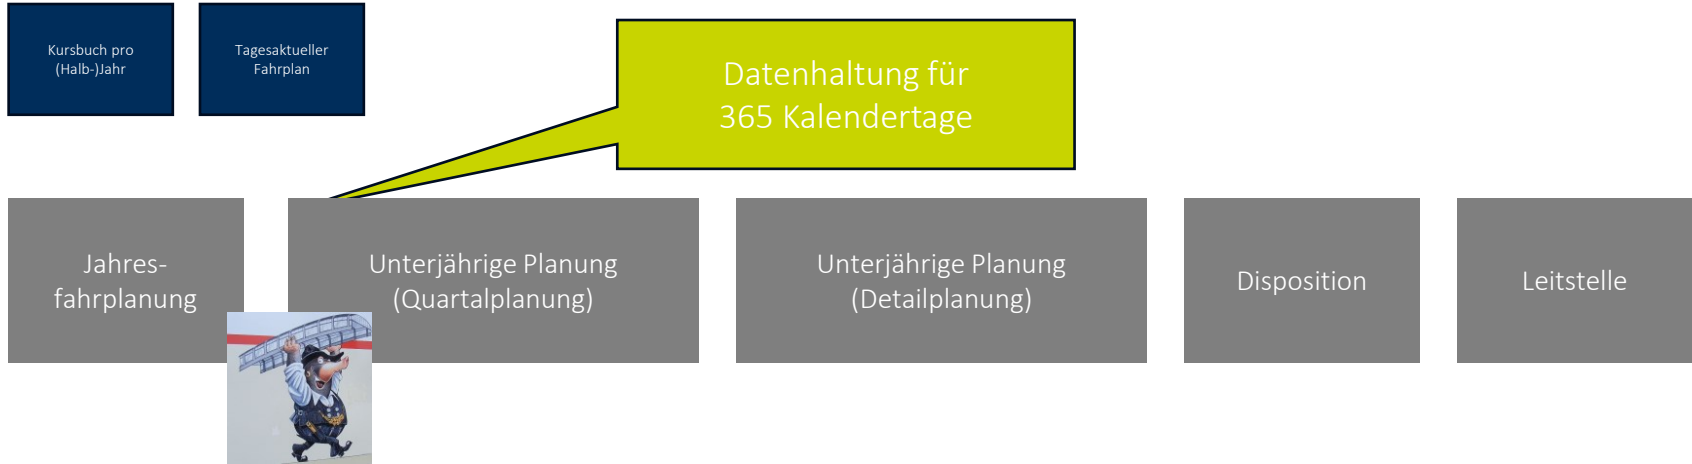 Kursbuch pro
(Halb-)Jahr
Tagesaktueller
Fahrplan
Datenhaltung für
365 Kalendertage
Jahres-
fahrplanung
Unterjährige Planung
(Quartalplanung)
Unterjährige Planung
(Detailplanung)
Disposition
Leitstelle